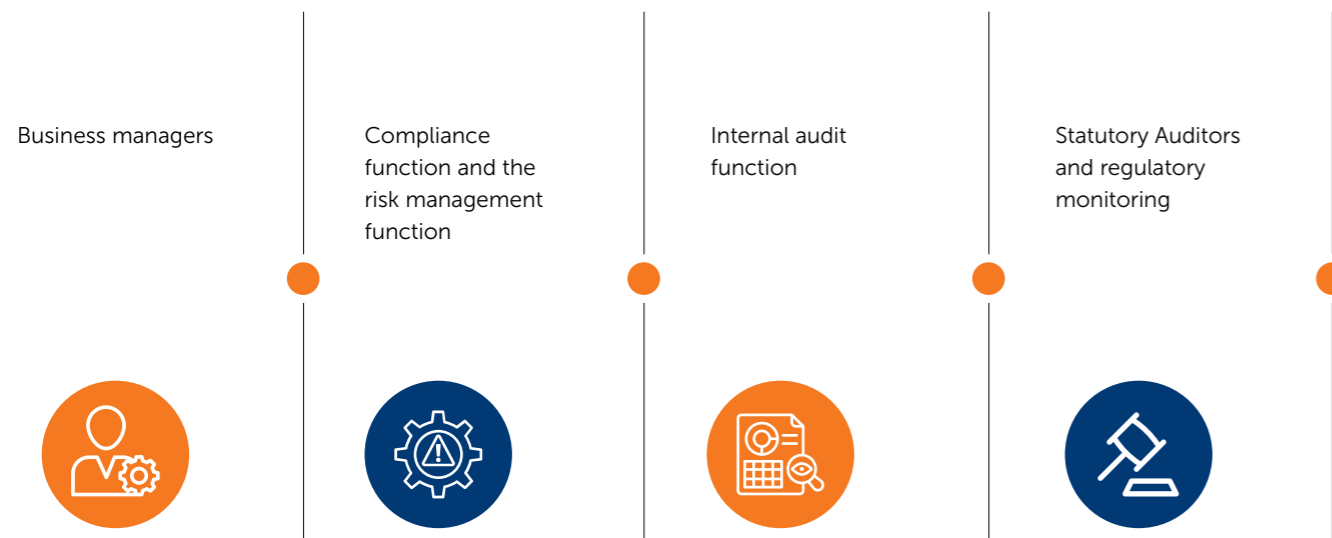 Business managers
Compliance
function and the
risk management
function
Internal audit
function
Statutory Auditors
and regulatory
monitoring